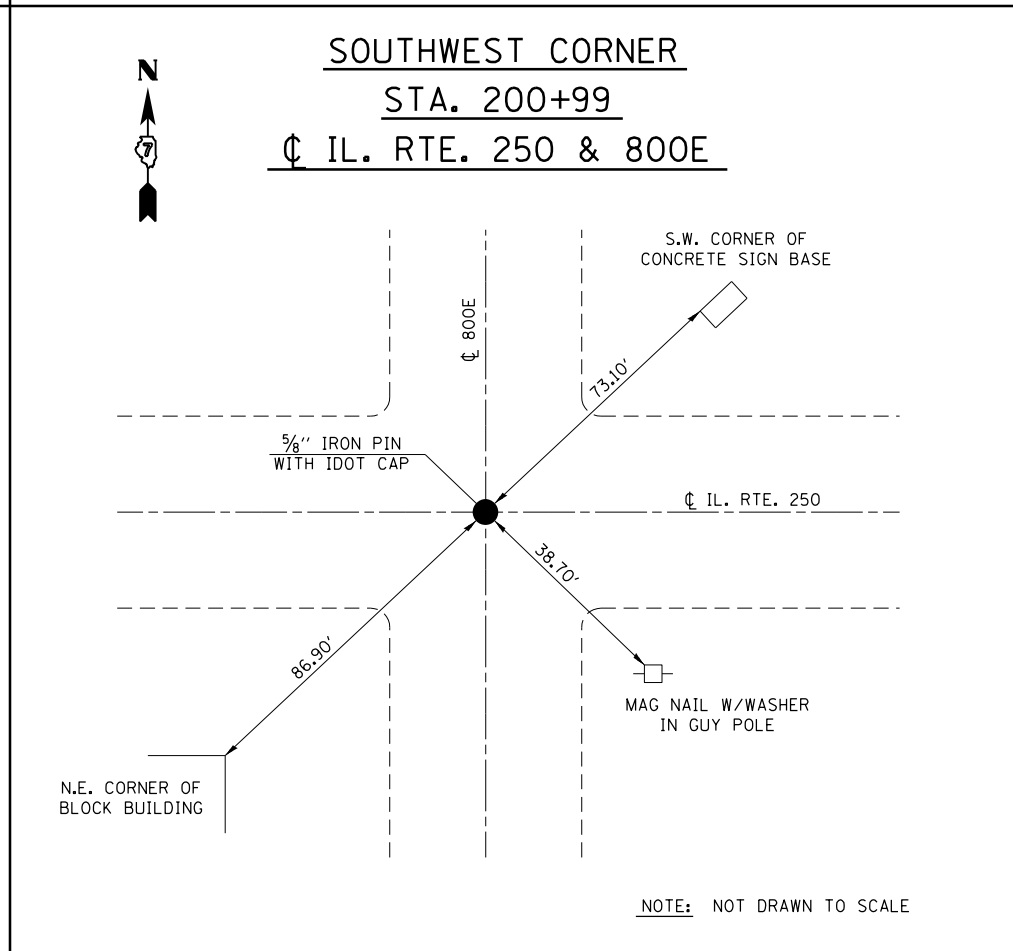 SOUTHWEST CORNER
STA. 200+99
℄ IL. RTE. 250 & 800E
N
7
S.W. CORNER OF
CONCRETE SIGN BASE
℄ 800E
73.10'
⅝'' IRON PIN
WITH IDOT CAP
℄ IL. RTE. 250
38.70'
86.90'
MAG NAIL W/WASHER
IN GUY POLE
N.E. CORNER OF
BLOCK BUILDING
NOTE: NOT DRAWN TO SCALE